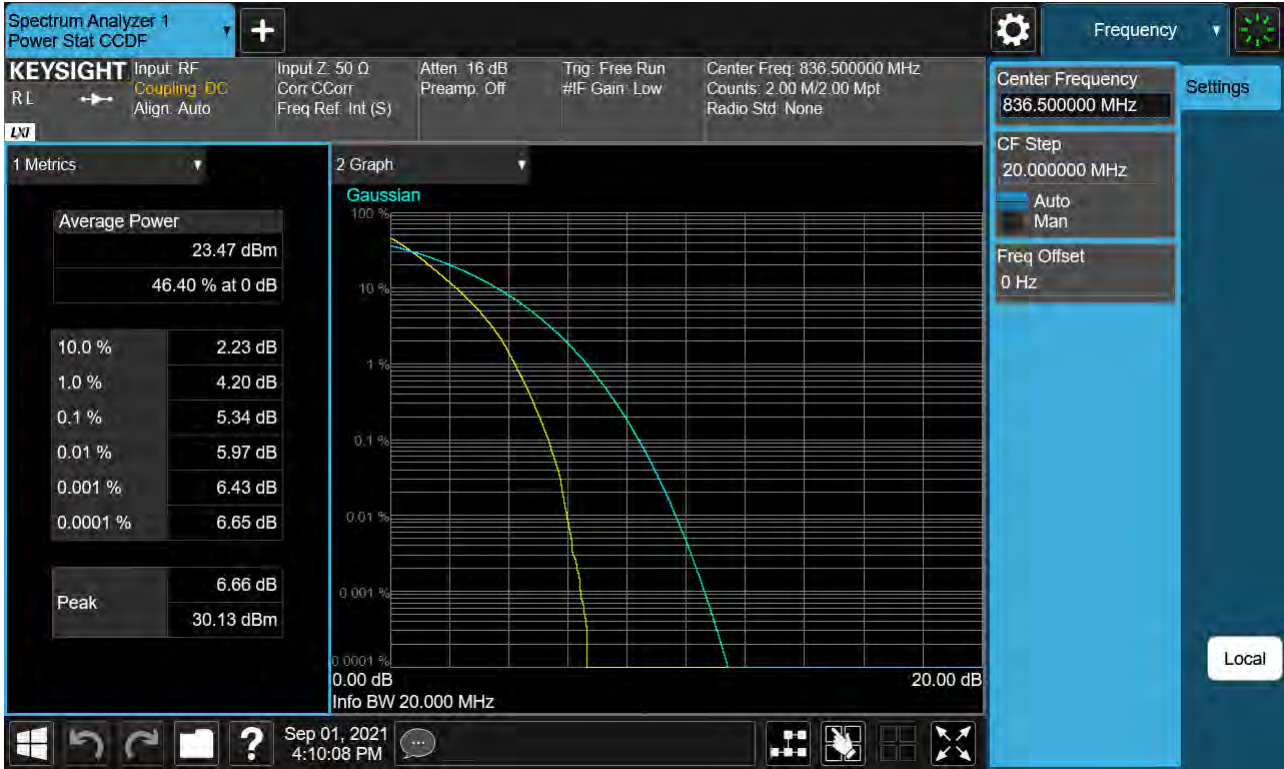 Spectrum Analyzer 1
Power Stat CCDF
Frequency
KEYSIGHT
R L
LXI
Input: RF
Coupling: DC
Align: Auto
Input Z: 50 Ω
Corr CCorr
Freq Ref: Int (S)
Atten: 16 dB
Preamp: Off
Trig: Free Run
#IF Gain: Low
Center Freq: 836.500000 MHz
Counts: 2.00 M/2.00 Mpt
Radio Std: None
Center Frequency
836.500000 MHz
Settings
CF Step
20.000000 MHz
Auto
Man
Freq Offset
0 Hz
1 Metrics
Average Power
23.47 dBm
46.40 % at 0 dB
10.0 % 2.23 dB
1.0 % 4.20 dB
0.1 % 5.34 dB
0.01 % 5.97 dB
0.001 % 6.43 dB
0.0001 % 6.65 dB
Peak
6.66 dB
30.13 dBm
2 Graph
Gaussian
100 %
10 %
1 %
0.1 %
0.01 %
0.001 %
0.0001 %
0.00 dB 20.00 dB
Info BW 20.000 MHz
Local
?
Sep 01, 2021
4:10:08 PM